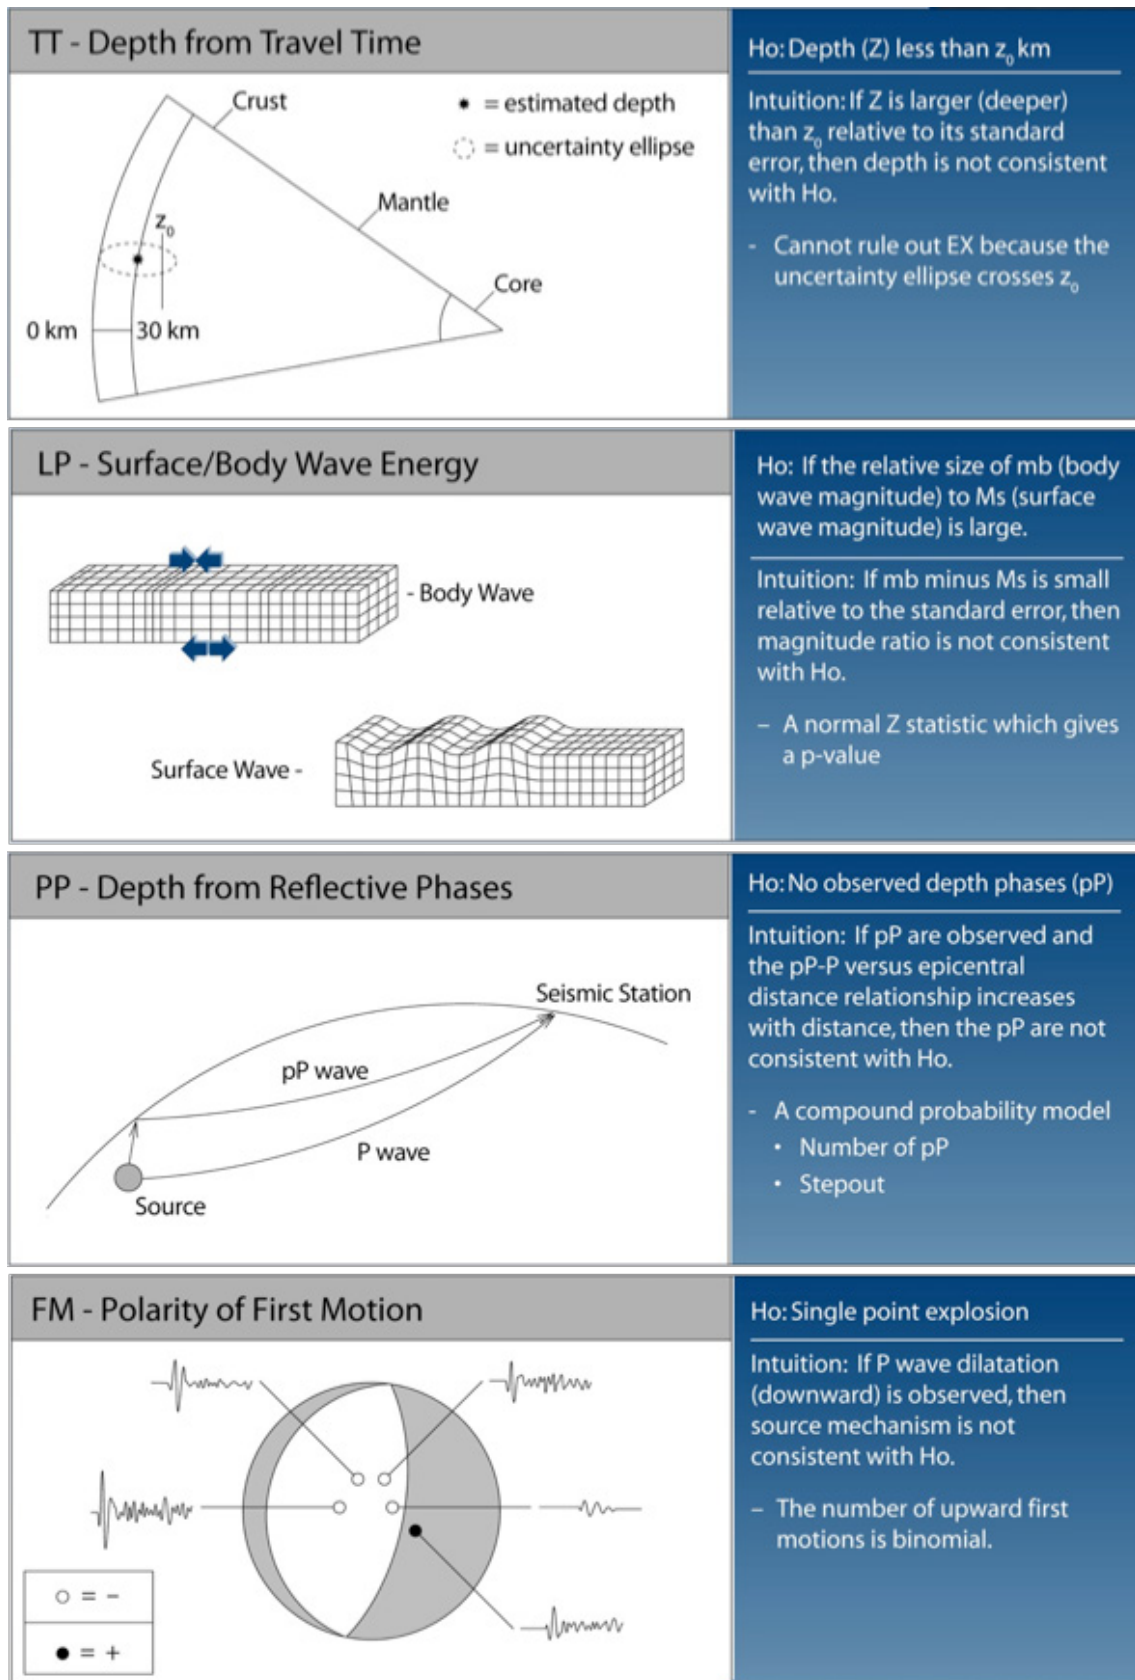 TT - Depth from Travel Time
Crust
* = estimated depth
= uncertainty ellipse
Mantle
z0
Core
0 km
30 km
Ho: Depth (Z) less than z0 km
Intuition: If Z is larger (deeper)
than z0 relative to its standard
error, then depth is not consistent
with Ho.
- Cannot rule out EX because the
uncertainty ellipse crosses z0
LP - Surface/Body Wave Energy
- Body Wave
Surface Wave -
Ho: If the relative size of mb (body
wave magnitude) to Ms (surface
wave magnitude) is large.
Intuition: If mb minus Ms is small
relative to the standard error, then
magnitude ratio is not consistent
with Ho.
– A normal Z statistic which gives
a p-value
PP - Depth from Reflective Phases
Seismic Station
pP wave
P wave
Source
Ho: No observed depth phases (pP)
Intuition: If pP are observed and
the pP-P versus epicentral
distance relationship increases
with distance, then the pP are not
consistent with Ho.
- A compound probability model
• Number of pP
• Stepout
FM - Polarity of First Motion
○ = -
● = +
Ho: Single point explosion
Intuition: If P wave dilatation
(downward) is observed, then
source mechanism is not
consistent with Ho.
– The number of upward first
motions is binomial.